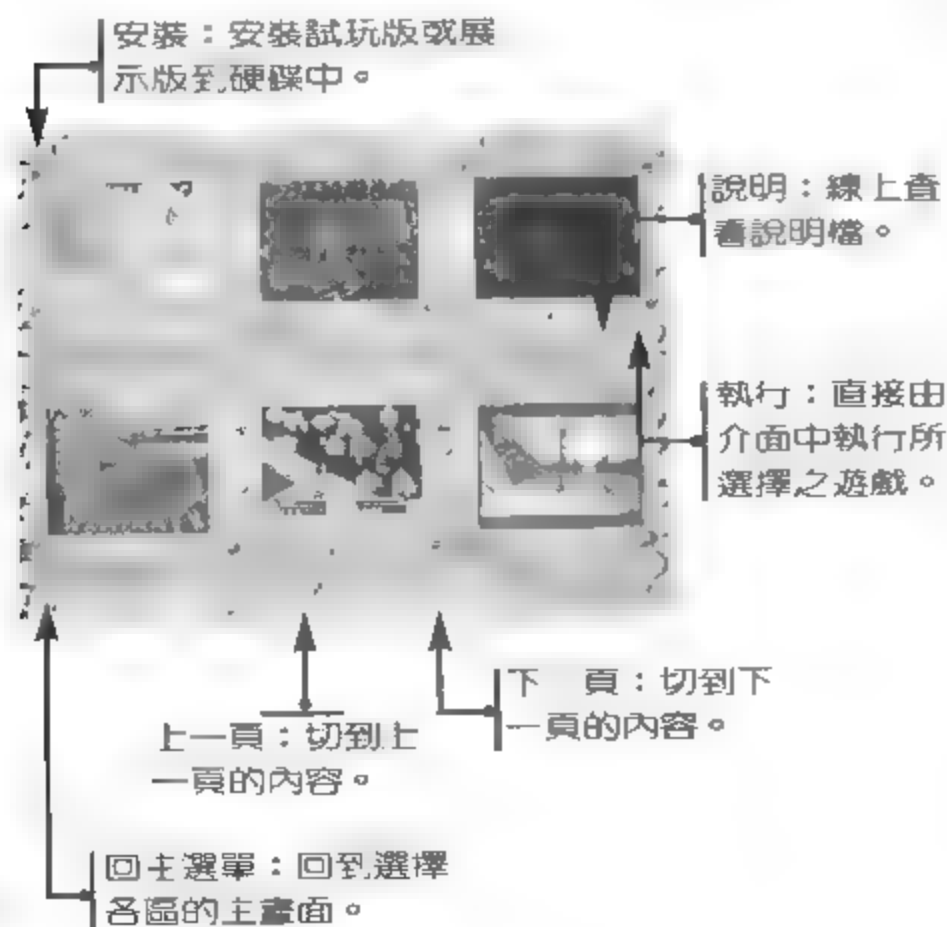 安裝：安裝試玩版或展
示版到硬碟中。
說明：線上查
看說明檔。
執行：直接由
介面中執行所
選擇之遊戲。
下一頁：切到下
一頁的內容。
上一頁：切到上
一頁的內容。
回主選單：回到選擇
各區的主畫面。